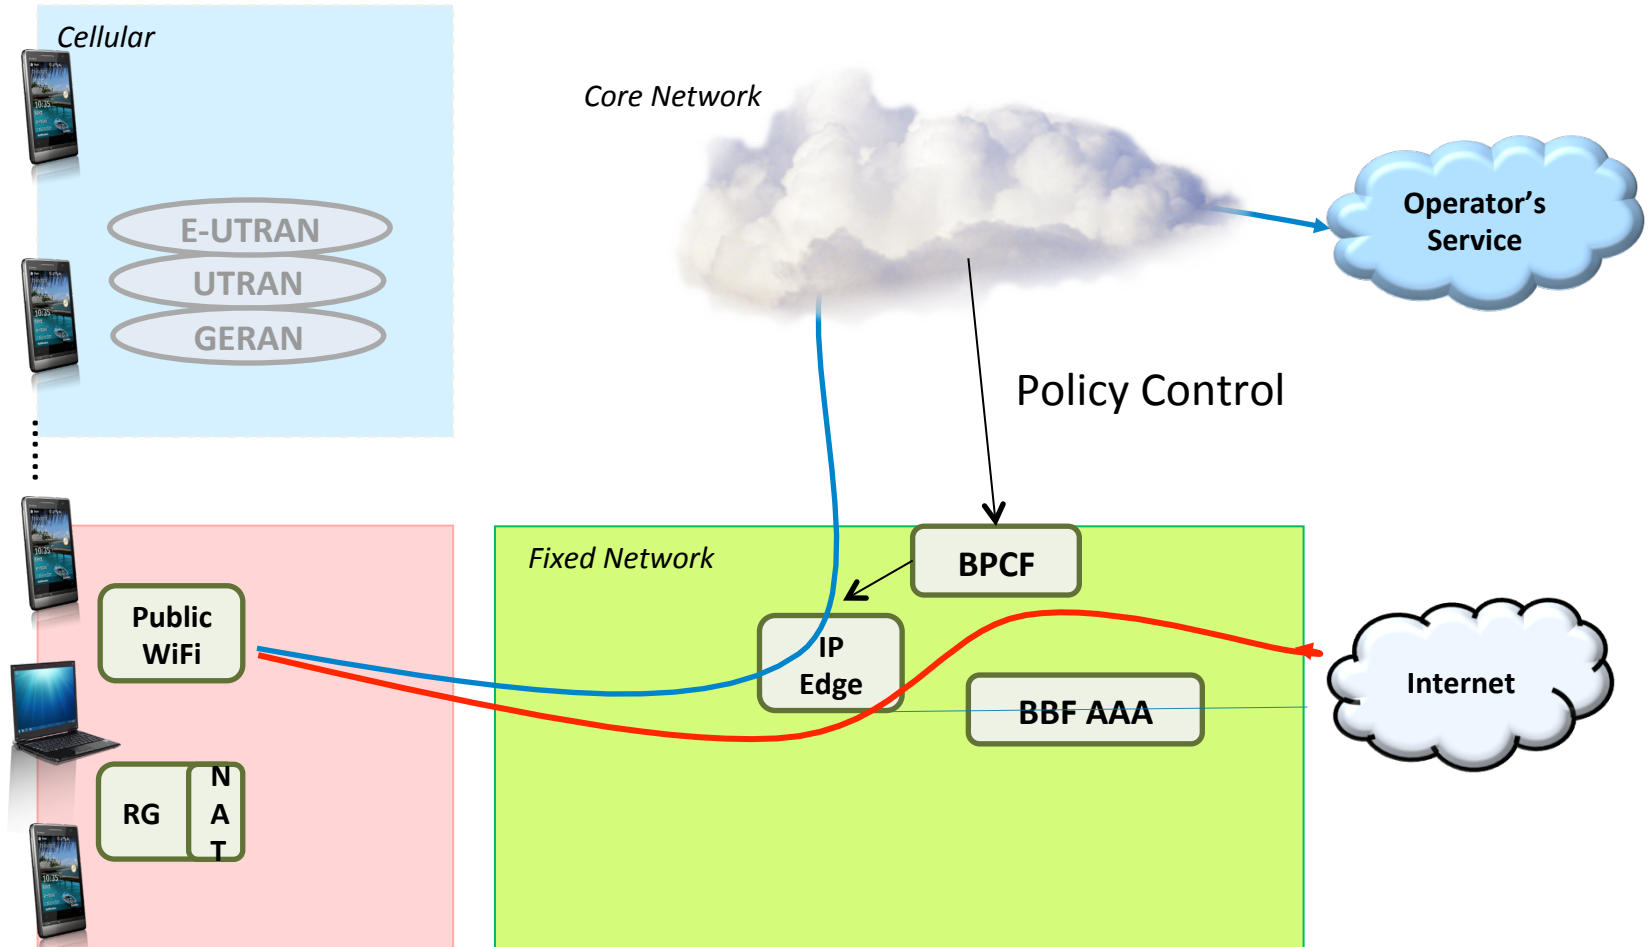 Cellular
E-UTRAN
UTRAN
GERAN
Core Network
Operator’s
Service
Policy Control
Fixed Network
BPCF
Public
WiFi
IP
Edge
BBF AAA
Internet
RG
N
A
T